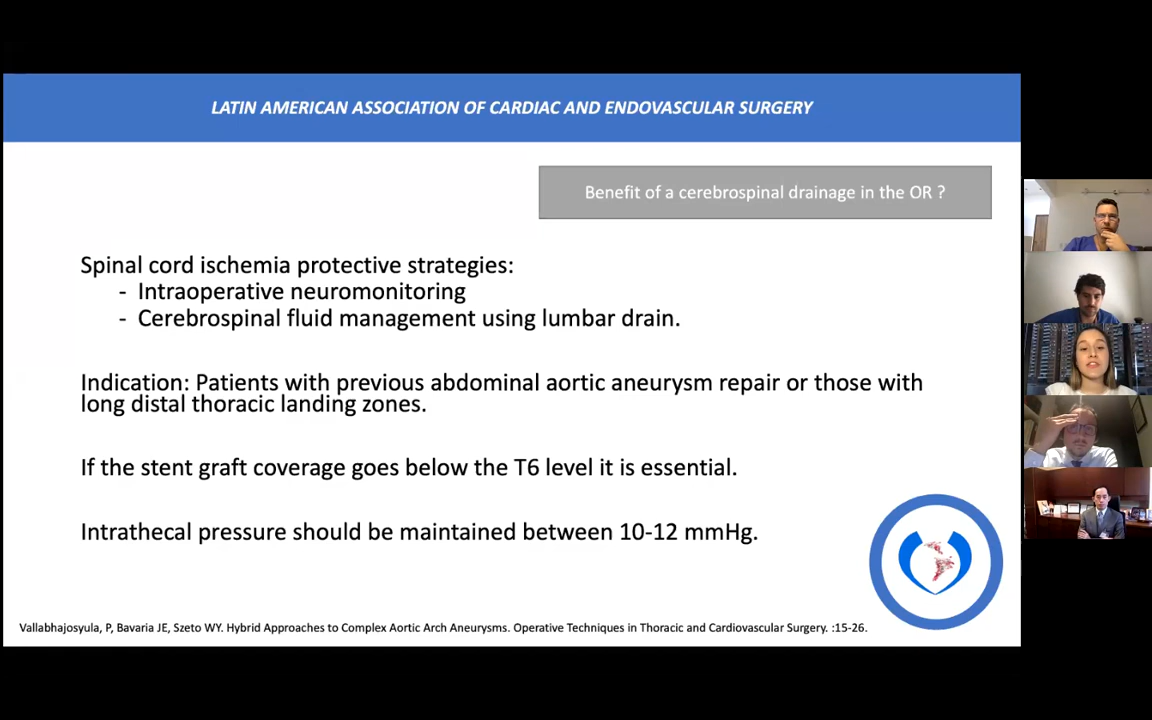 LATIN AMERICAN ASSOCIATION OF CARDIAC AND ENDOVASCULAR SURGERY
Benefit of a cerebrospinal drainage in the OR ?
Spinal cord ischemia protective strategies:
- Intraoperative neuromonitoring
- Cerebrospinal fluid management using lumbar drain.
Indication: Patients with previous abdominal aortic aneurysm repair or those with
long distal thoracic landing zones.
If the stent graft coverage goes below the T6 level it is essential.
Intrathecal pressure should be maintained between 10-12 mmHg.
Vallabhajosyula, P, Bavaria JE, Szeto WY. Hybrid Approaches to Complex Aortic Arch Aneurysms. Operative Techniques in Thoracic and Cardiovascular Surgery. :15-26.